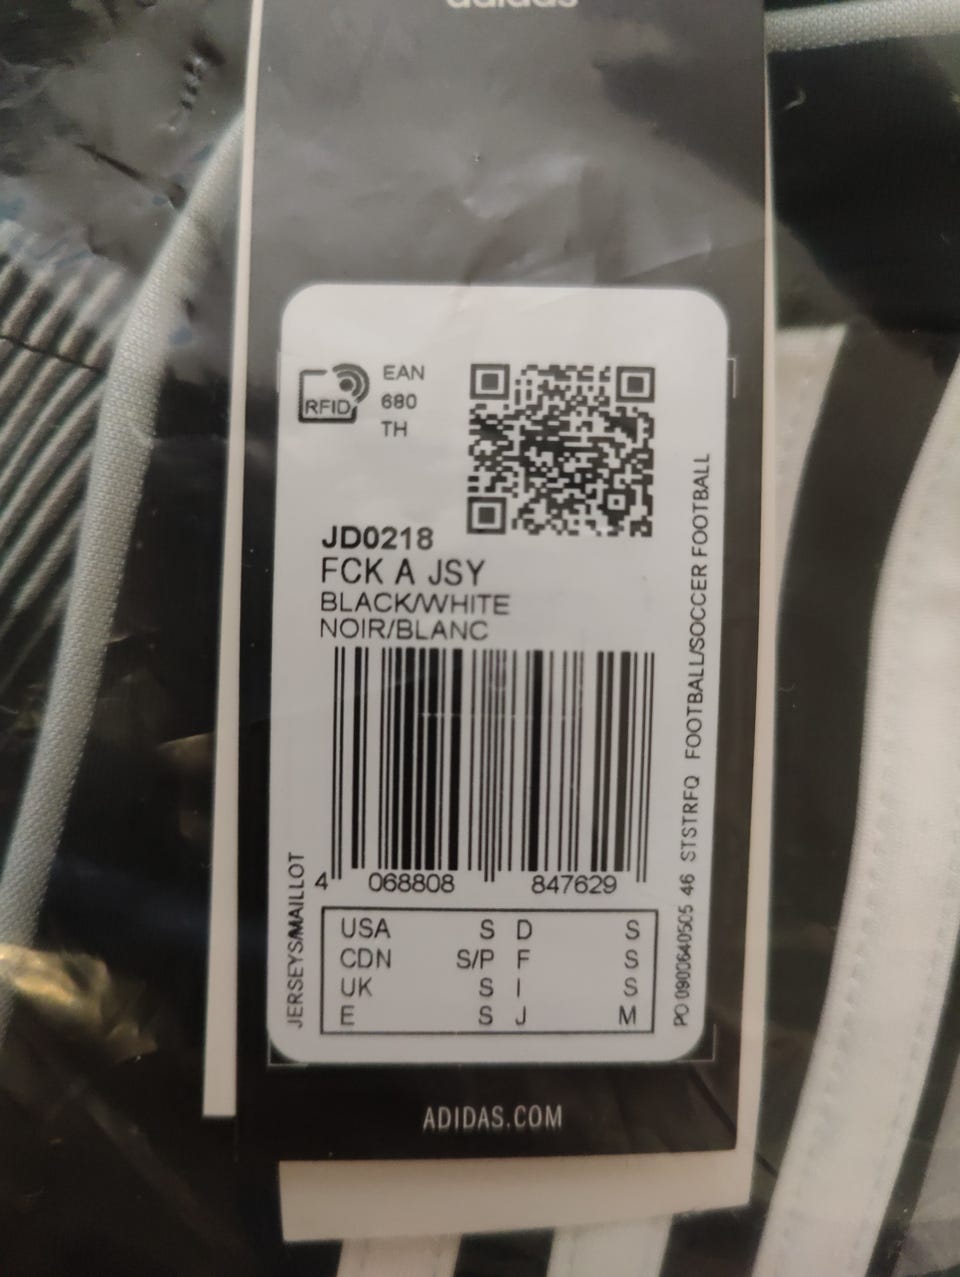 adidas
RFID
EAN
680
TH
JD0218
FCK A JSY
BLACK/WHITE
NOIR/BLANC
4 068808 847629
USA S D S
CDN S/P F S
UK S I S
E S J M
JERSEYS/MAILLOT
PO 0900640505 46 STSTRFQ FOOTBALL/SOCCER FOOTBALL
ADIDAS.COM